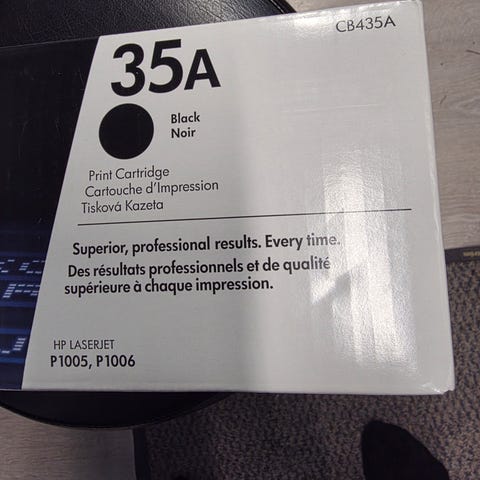 CB435A
35A
Black
Noir
Print Cartridge
Cartouche d'Impression
Tisková Kazeta
Superior, professional results. Every time.
Des résultats professionnels et de qualité
supérieure à chaque impression.
HP LASERJET
P1005, P1006